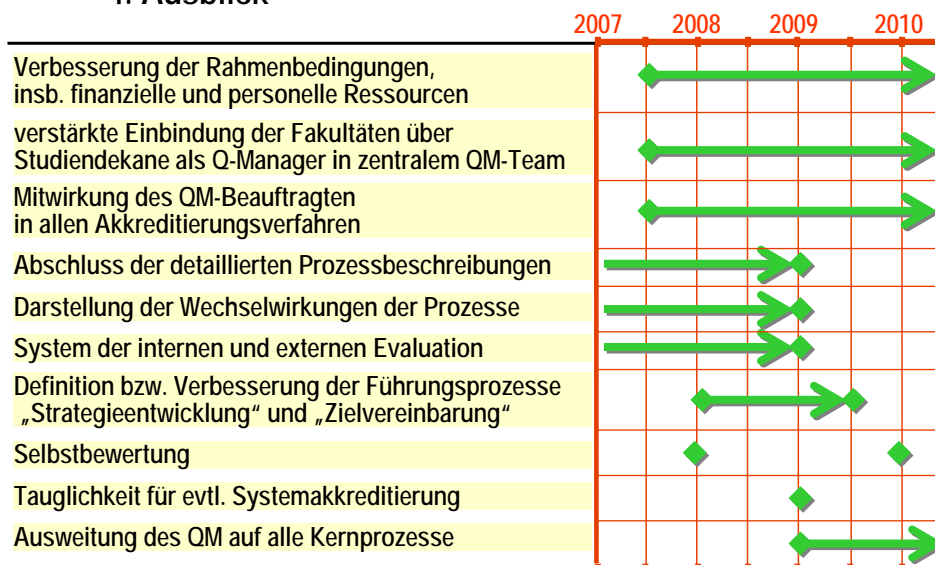 2007 2008 2009 2010
Verbesserung der Rahmenbedingungen,
insb. finanzielle und personelle Ressourcen
verstärkte Einbindung der Fakultäten über
Studiendekane als Q-Manager in zentralem QM-Team
Mitwirkung des QM-Beauftragten
in allen Akkreditierungsverfahren
Abschluss der detaillierten Prozessbeschreibungen
Darstellung der Wechselwirkungen der Prozesse
System der internen und externen Evaluation
Definition bzw. Verbesserung der Führungsprozesse
„Strategieentwicklung“ und „Zielvereinbarung“
Selbstbewertung
Tauglichkeit für evtl. Systemakkreditierung
Ausweitung des QM auf alle Kernprozesse